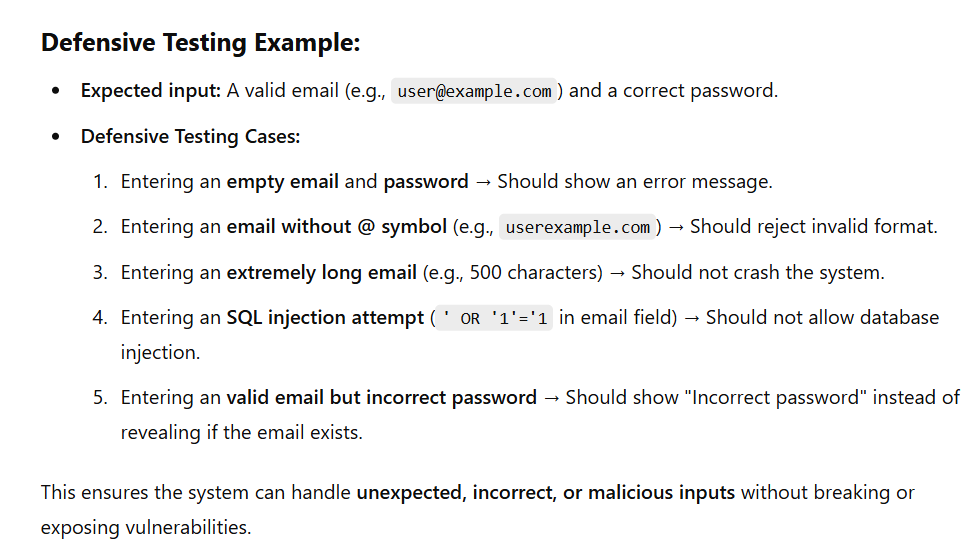 Defensive Testing Example:
• Expected input: A valid email (e.g., user@example.com) and a correct password.
• Defensive Testing Cases:
1. Entering an empty email and password → Should show an error message.
2. Entering an email without @ symbol (e.g., userexample.com) → Should reject invalid format.
3. Entering an extremely long email (e.g., 500 characters) → Should not crash the system.
4. Entering an SQL injection attempt (' OR '1'='1 in email field) → Should not allow database
injection.
5. Entering an valid email but incorrect password → Should show "Incorrect password" instead of
revealing if the email exists.
This ensures the system can handle unexpected, incorrect, or malicious inputs without breaking or
exposing vulnerabilities.